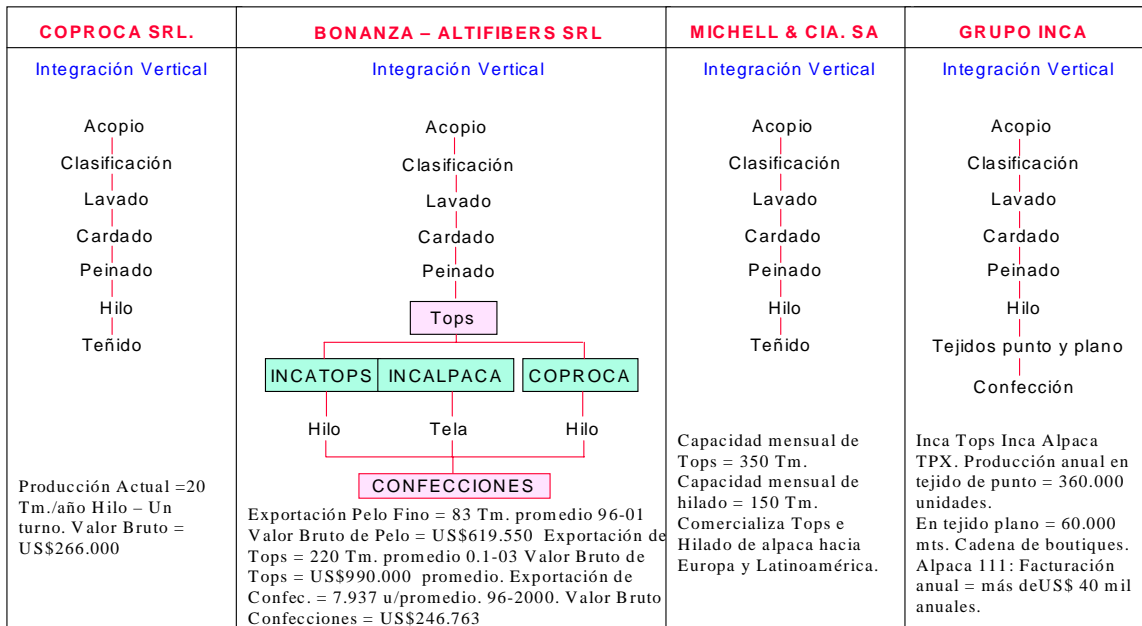 COPROCA SRL.
Integración Vertical
Acopio
Clasificación
Lavado
Cardado
Peinado
Hilo
Teñido
Producción Actual =20
Tm./año Hilo – Un
turno. Valor Bruto =
US$266.000
BONANZA – ALTIFIBERS SRL
Integración Vertical
Acopio
Clasificación
Lavado
Cardado
Peinado
Tops
INCATOPS INCALPACA COPROCA
Hilo Tela Hilo
CONFECCIONES
Exportación Pelo Fino = 83 Tm. promedio 96-01
Valor Bruto de Pelo = US$619.550 Exportación de
Tops = 220 Tm. promedio 0.1-03 Valor Bruto de
Tops = US$990.000 promedio. Exportación de
Confec. = 7.937 u/promedio. 96-2000. Valor Bruto
Confecciones = US$246.763
MICHELL & CIA. SA
Integración Vertical
Acopio
Clasificación
Lavado
Cardado
Peinado
Hilo
Teñido
Capacidad mensual de
Tops = 350 Tm.
Capacidad mensual de
hilado = 150 Tm.
Comercializa Tops e
Hilado de alpaca hacia
Europa y Latinoamérica.
GRUPO INCA
Integración Vertical
Acopio
Clasificación
Lavado
Cardado
Peinado
Hilo
Tejidos punto y plano
Confección
Inca Tops Inca Alpaca
TPX. Producción anual en
tejido de punto = 360.000
unidades.
En tejido plano = 60.000
mts. Cadena de boutiques.
Alpaca 111: Facturación
anual = más deUS$ 40 mil
anuales.